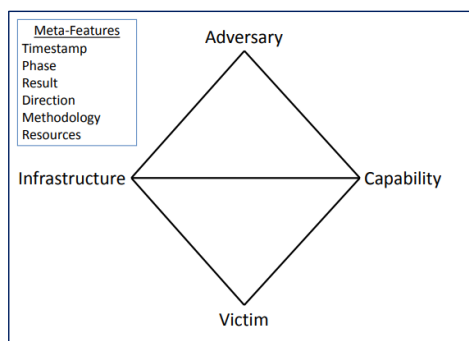 Meta-Features
Timestamp
Phase
Result
Direction
Methodology
Resources
Adversary
Infrastructure
Capability
Victim